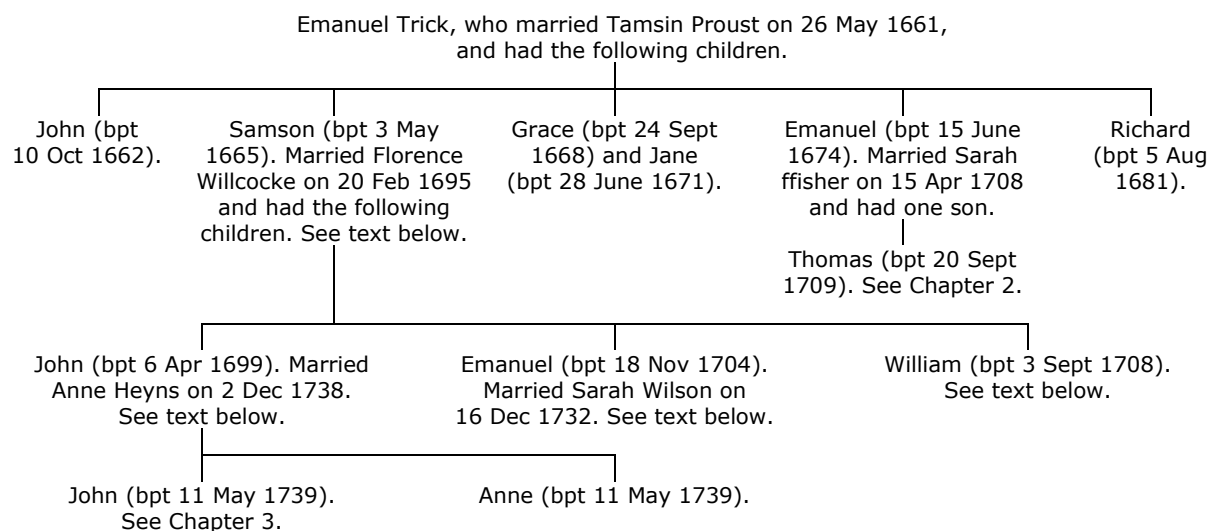 Emanuel Trick, who married Tamsin Proust on 26 May 1661,
and had the following children.
John (bpt
10 Oct 1662).
Samson (bpt 3 May
1665). Married Florence
Willcocke on 20 Feb 1695
and had the following
children. See text below.
Grace (bpt 24 Sept
1668) and Jane
(bpt 28 June 1671).
Emanuel (bpt 15 June
1674). Married Sarah
ffisher on 15 Apr 1708
and had one son.
Richard
(bpt 5 Aug
1681).
Thomas (bpt 20 Sept
1709). See Chapter 2.
John (bpt 6 Apr 1699). Married
Anne Heyns on 2 Dec 1738.
See text below.
Emanuel (bpt 18 Nov 1704).
Married Sarah Wilson on
16 Dec 1732. See text below.
William (bpt 3 Sept 1708).
See text below.
John (bpt 11 May 1739).
See Chapter 3.
Anne (bpt 11 May 1739).